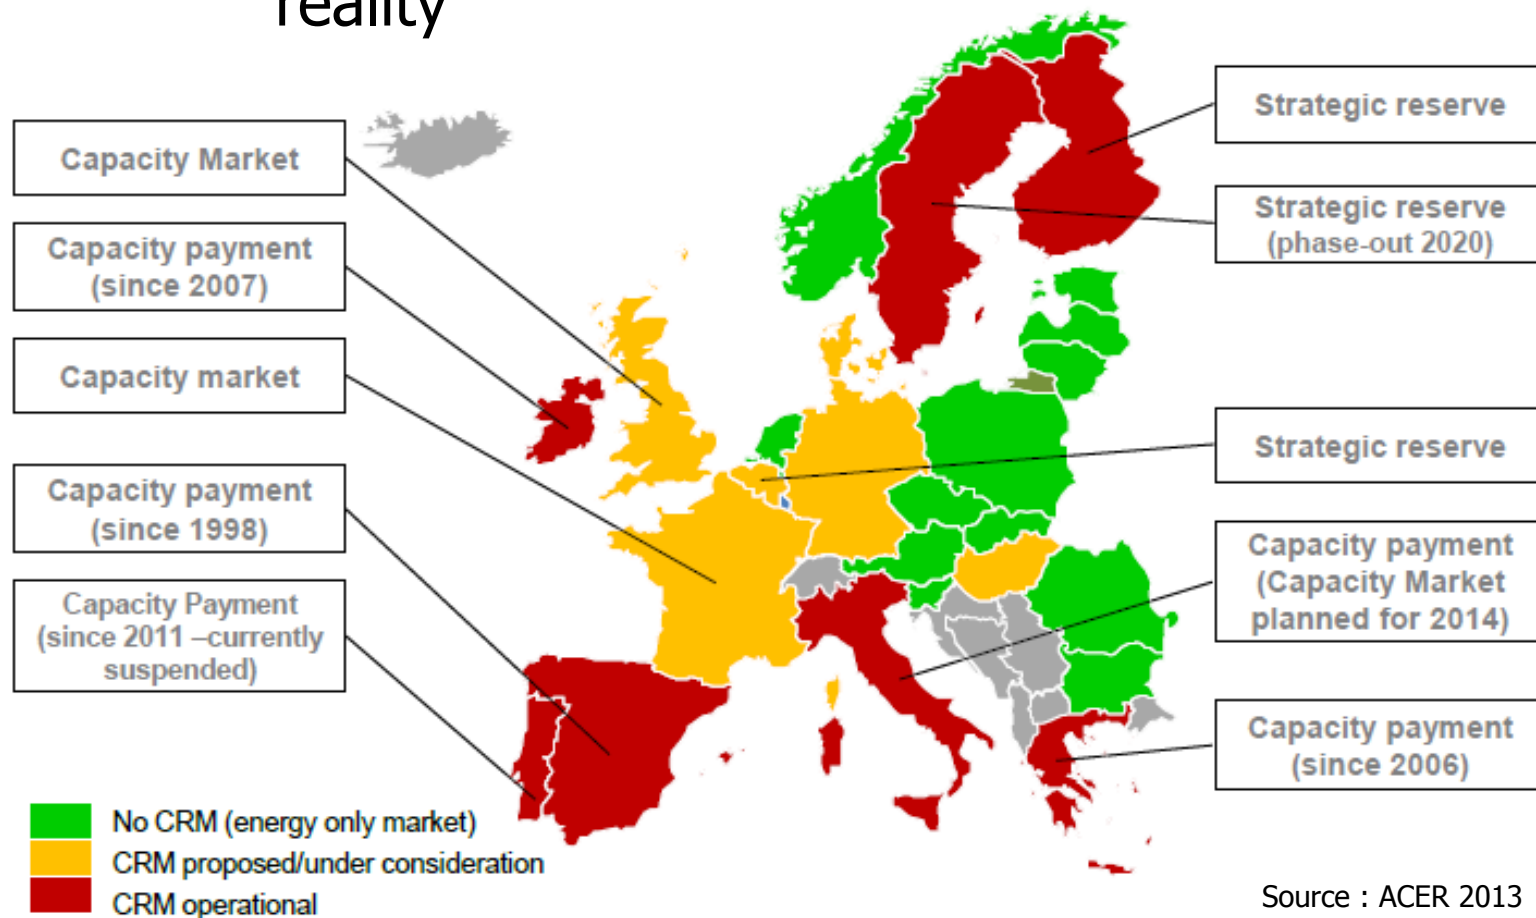 reality
Capacity Market
Capacity payment
(since 2007)
Capacity market
Capacity payment
(since 1998)
Capacity Payment
(since 2011 –currently
suspended)
Strategic reserve
Strategic reserve
(phase-out 2020)
Strategic reserve
Capacity payment
(Capacity Market
planned for 2014)
Capacity payment
(since 2006)
No CRM (energy only market)
CRM proposed/under consideration
CRM operational
Source : ACER 2013